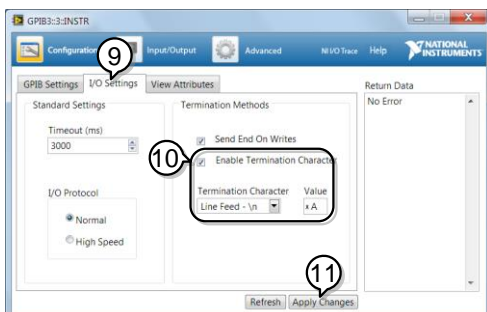 GPIB3::3::INSTR
Configuration Input/Output Advanced NI I/O Trace Help NATIONAL INSTRUMENTS
9
GPIB Settings I/O Settings View Attributes
Return Data
Standard Settings
Termination Methods
No Error
Timeout (ms)
3000
Send End On Writes
10
Enable Termination Character
I/O Protocol
Termination Character Value
Line Feed - \n xA
Normal
High Speed
11
Refresh Apply Changes